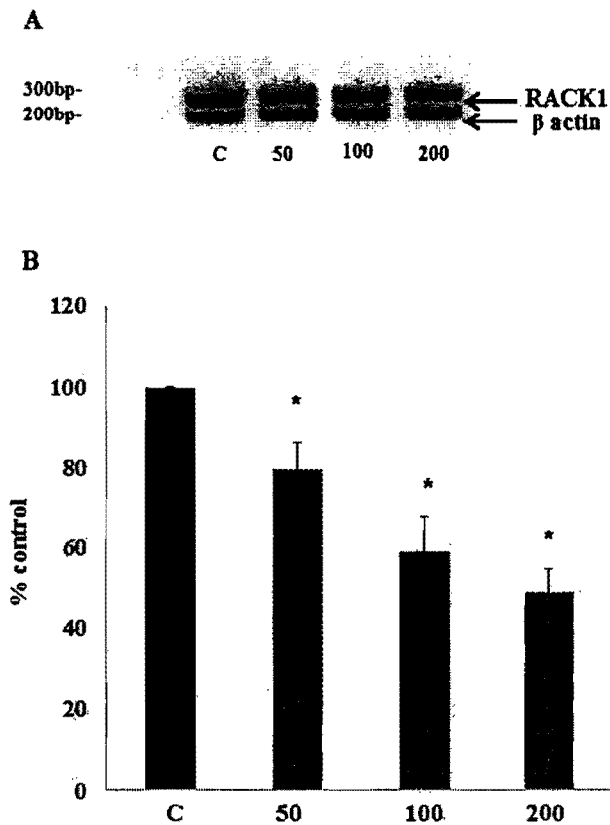 A
300bp-
RACK1
200bp-
β actin
C 50 100 200
B
120
100
80
60
40
20
0
% control
* * *
C 50 100 200